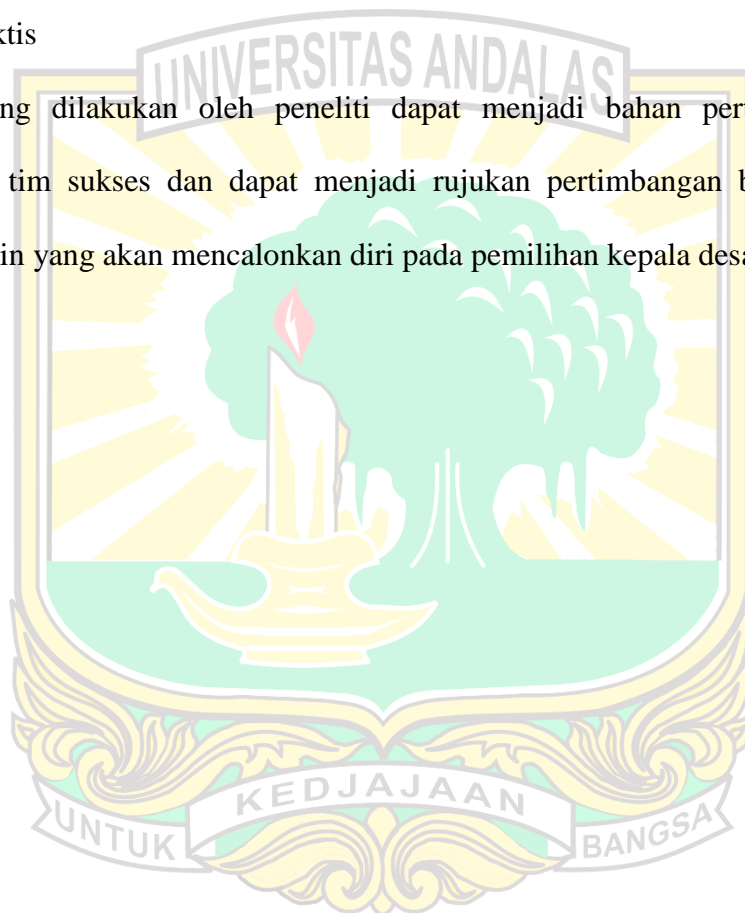 ktis
UNIVERSITAS ANDALAS
ng dilakukan oleh peneliti dapat menjadi bahan per
tim sukses dan dapat menjadi rujukan pertimbangan b
in yang akan mencalonkan diri pada pemilihan kepala desa
UNTUK KEDJAJAAN BANGSA